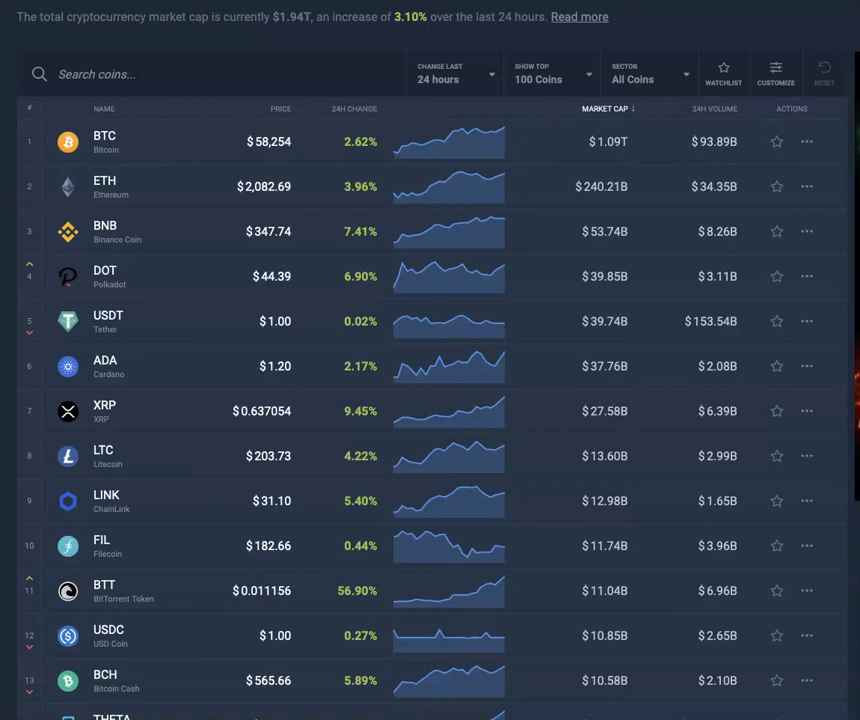 The total cryptocurrency market cap is currently $1.94T, an increase of 3.10% over the last 24 hours. Read more
Search coins...
CHANGE LAST
24 hours
SHOW TOP
100 Coins
SECTOR
All Coins
WATCHLIST
CUSTOMIZE
RESET
# NAME PRICE 24H CHANGE MARKET CAP ↓ 24H VOLUME ACTIONS
1 BTC $58,254 2.62% $1.09T $93.89B
Bitcoin
2 ETH $2,082.69 3.96% $240.21B $34.35B
Ethereum
3 BNB $347.74 7.41% $53.74B $8.26B
Binance Coin
4 DOT $44.39 6.90% $39.85B $3.11B
Polkadot
5 USDT $1.00 0.02% $39.74B $153.54B
Tether
6 ADA $1.20 2.17% $37.76B $2.08B
Cardano
7 XRP $0.637054 9.45% $27.58B $6.39B
XRP
8 LTC $203.73 4.22% $13.60B $2.99B
Litecoin
9 LINK $31.10 5.40% $12.98B $1.65B
ChainLink
10 FIL $182.66 0.44% $11.74B $3.96B
Filecoin
11 BTT $0.011156 56.90% $11.04B $6.96B
BitTorrent Token
12 USDC $1.00 0.27% $10.85B $2.65B
USD Coin
13 BCH $565.66 5.89% $10.58B $2.10B
Bitcoin Cash
THETA